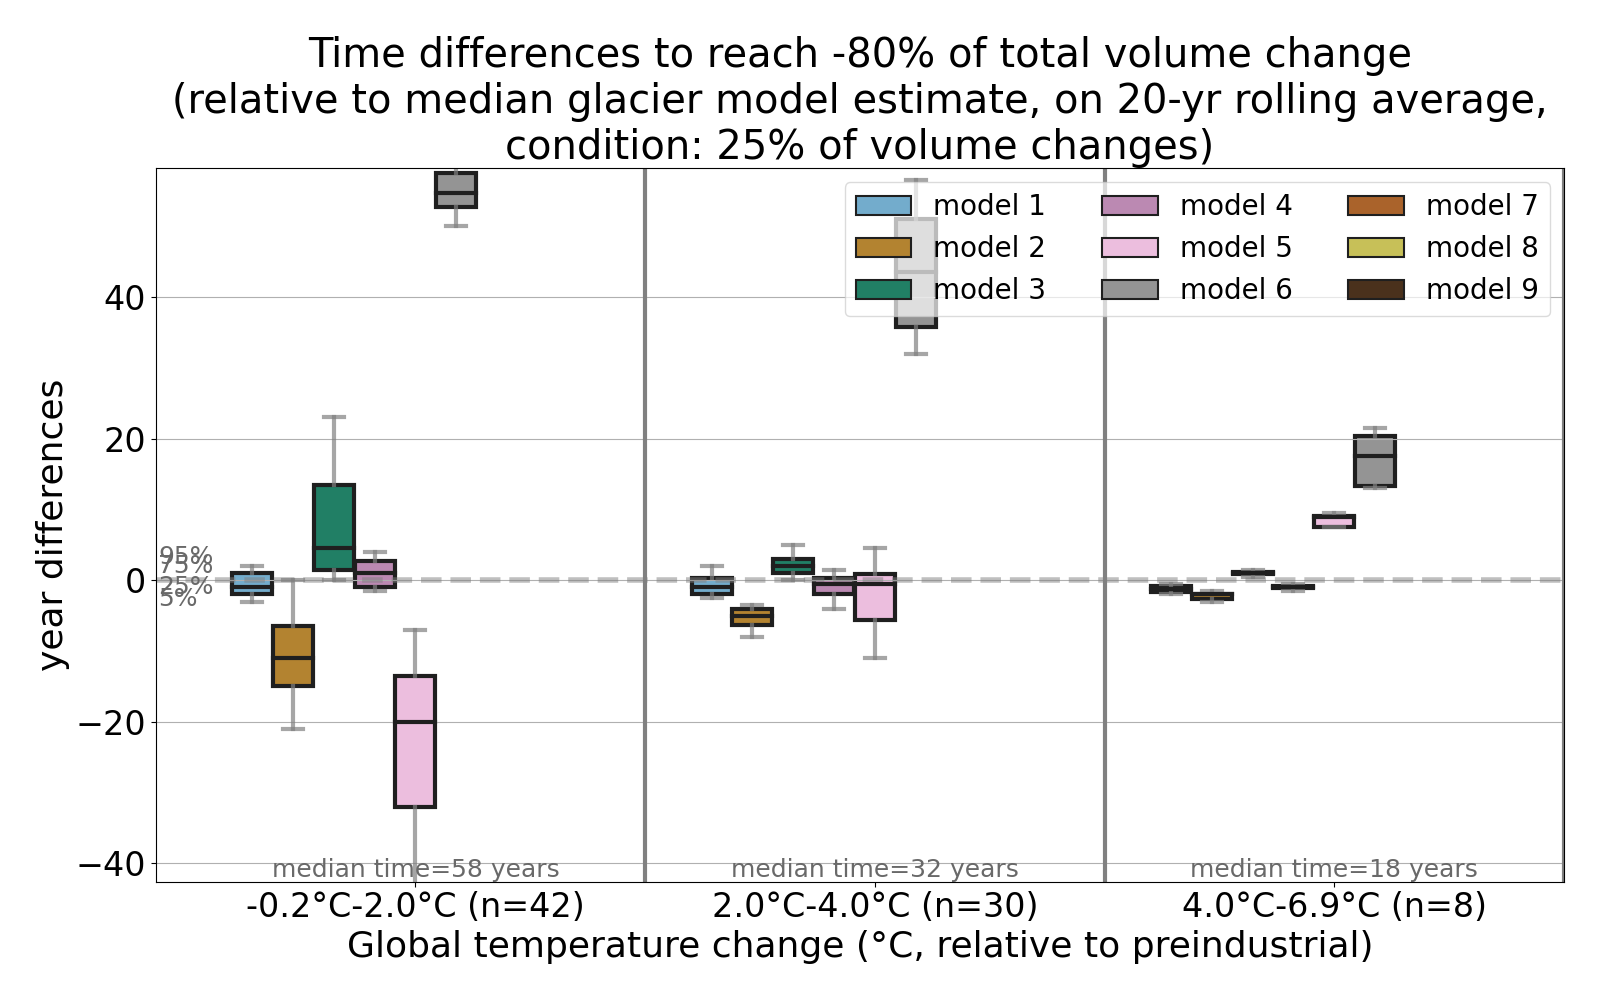 Time differences to reach -80% of total volume change
(relative to median glacier model estimate, on 20-yr rolling average,
condition: 25% of volume changes)
model 1
model 4
model 7
model 2
model 5
model 8
model 3
model 6
model 9
year differences
40
20
0
−20
−40
95%
75%
25%
5%
median time=58 years
median time=32 years
median time=18 years
-0.2°C-2.0°C (n=42)
2.0°C-4.0°C (n=30)
4.0°C-6.9°C (n=8)
Global temperature change (°C, relative to preindustrial)